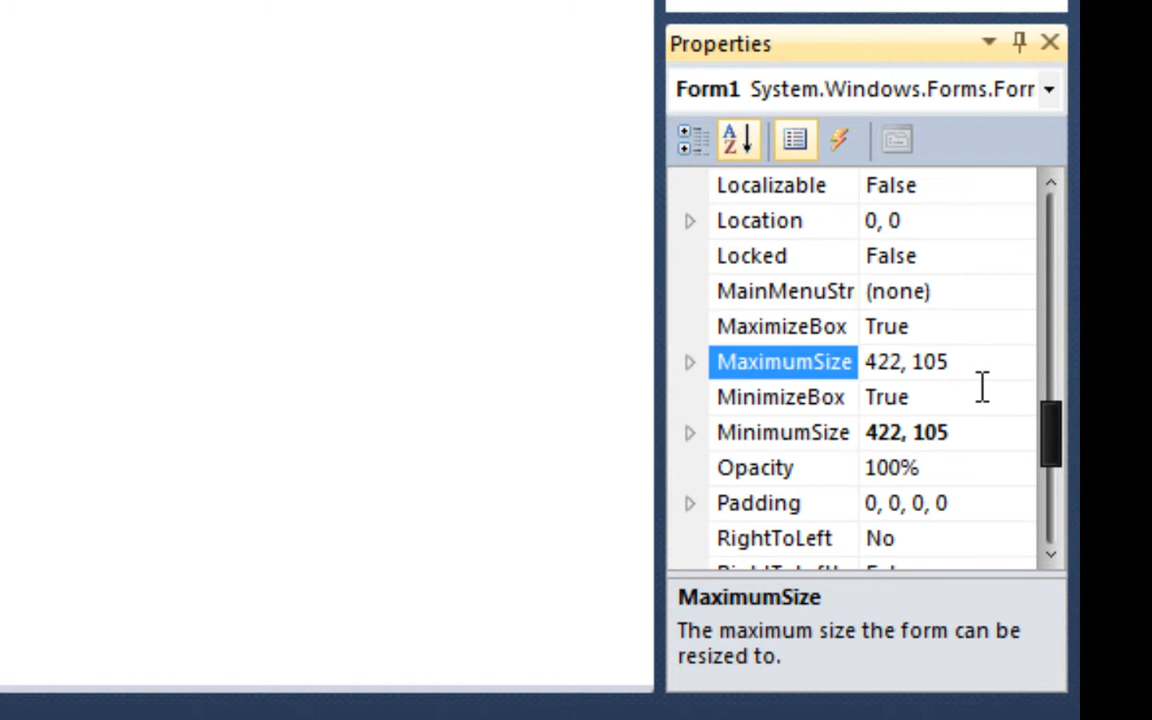 Properties
Form1 System.Windows.Forms.Forr
Localizable False
Location 0, 0
Locked False
MainMenuStr (none)
MaximizeBox True
MaximumSize 422, 105
MinimizeBox True
MinimumSize 422, 105
Opacity 100%
Padding 0, 0, 0, 0
RightToLeft No
MaximumSize
The maximum size the form can be
resized to.